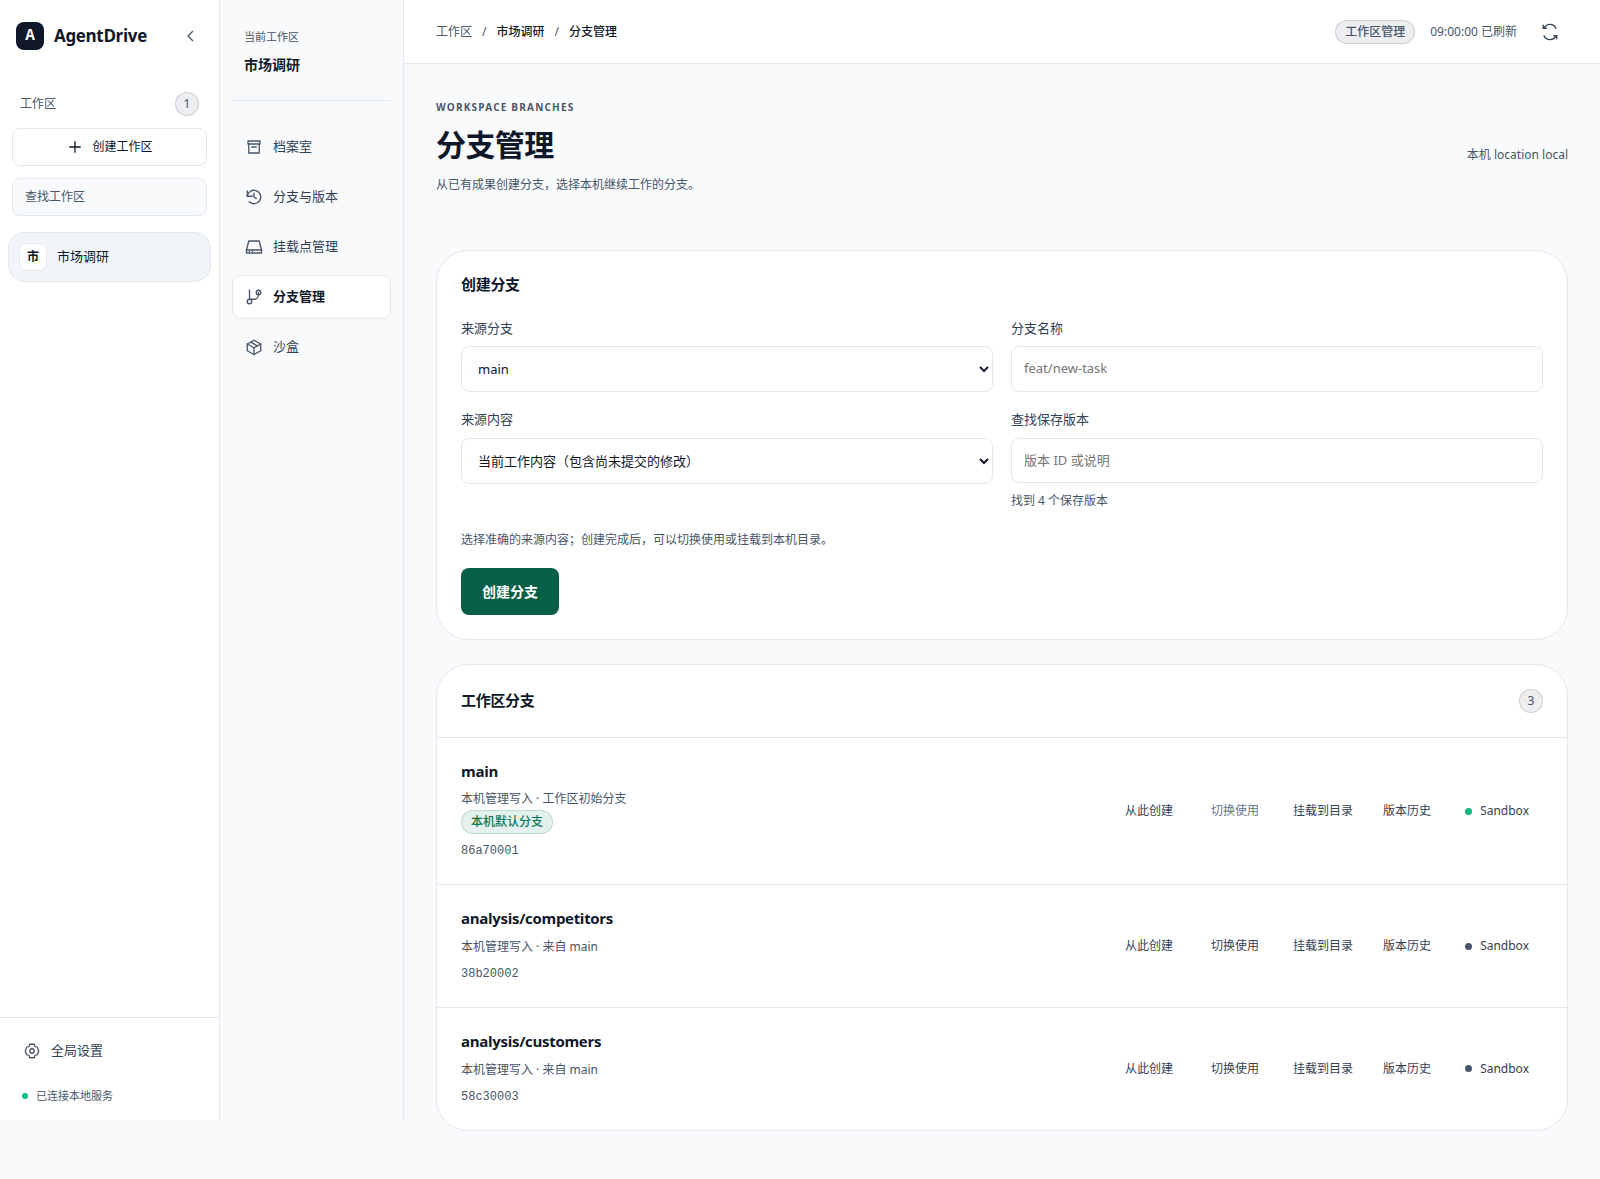 A AgentDrive
工作区 1
创建工作区
查找工作区
市 市场调研
全局设置
已连接本地服务
当前工作区
市场调研
档案室
分支与版本
挂载点管理
分支管理
沙盒
工作区 / 市场调研 / 分支管理
工作区管理 09:00:00 已刷新
WORKSPACE BRANCHES
分支管理
从已有成果创建分支，选择本机继续工作的分支。
本机 location local
创建分支
来源分支 分支名称
main feat/new-task
来源内容 查找保存版本
当前工作内容（包含尚未提交的修改） 版本 ID 或说明
找到 4 个保存版本
选择准确的来源内容；创建完成后，可以切换使用或挂载到本机目录。
创建分支
工作区分支 3
main
本机管理写入 · 工作区初始分支
本机默认分支
86a70001
从此创建 切换使用 挂载到目录 版本历史 Sandbox
analysis/competitors
本机管理写入 · 来自 main
38b20002
从此创建 切换使用 挂载到目录 版本历史 Sandbox
analysis/customers
本机管理写入 · 来自 main
58c30003
从此创建 切换使用 挂载到目录 版本历史 Sandbox